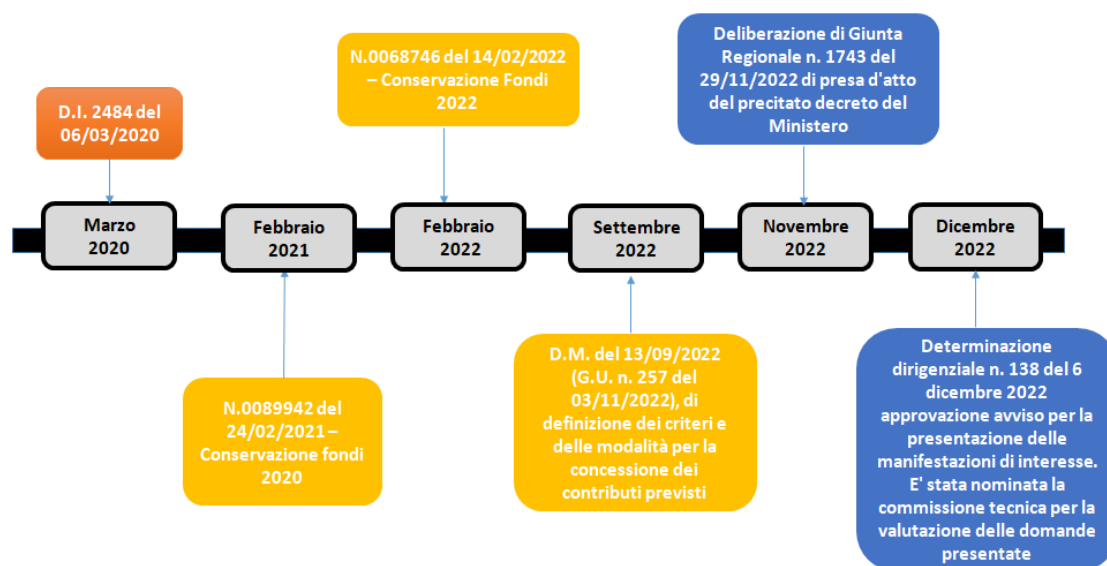 D.I. 2484 del
06/03/2020
N.0068746 del 14/02/2022
– Conservazione Fondi
2022
Deliberazione di Giunta
Regionale n. 1743 del
29/11/2022 di presa d'atto
del precitato decreto del
Ministero
Marzo
2020
Febbraio
2021
Febbraio
2022
Settembre
2022
Novembre
2022
Dicembre
2022
N.0089942 del
24/02/2021 –
Conservazione fondi
2020
D.M. del 13/09/2022
(G.U. n. 257 del
03/11/2022), di
definizione dei criteri e
delle modalità per la
concessione dei
contributi previsti
Determinazione
dirigenziale n. 138 del 6
dicembre 2022
approvazione avviso per la
presentazione delle
manifestazioni di interesse.
E' stata nominata la
commissione tecnica per la
valutazione delle domande
presentate